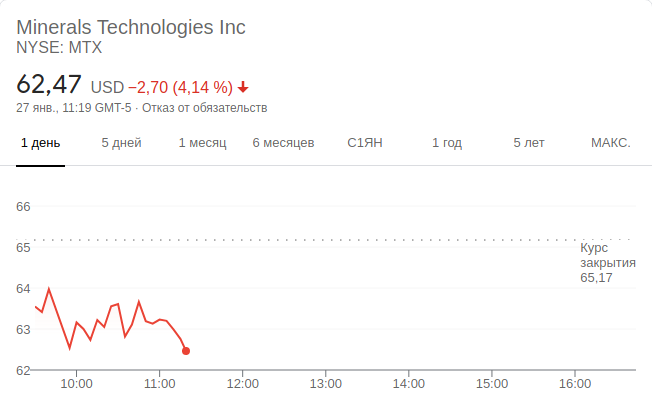 Minerals Technologies Inc
NYSE: MTX
62,47 USD −2,70 (4,14 %)
27 янв., 11:19 GMT-5 · Отказ от обязательств
1 день 5 дней 1 месяц 6 месяцев С1ЯН 1 год 5 лет МАКС.
66
65
Курс
закрытия
65,17
64
63
62
10:00 11:00 12:00 13:00 14:00 15:00 16:00